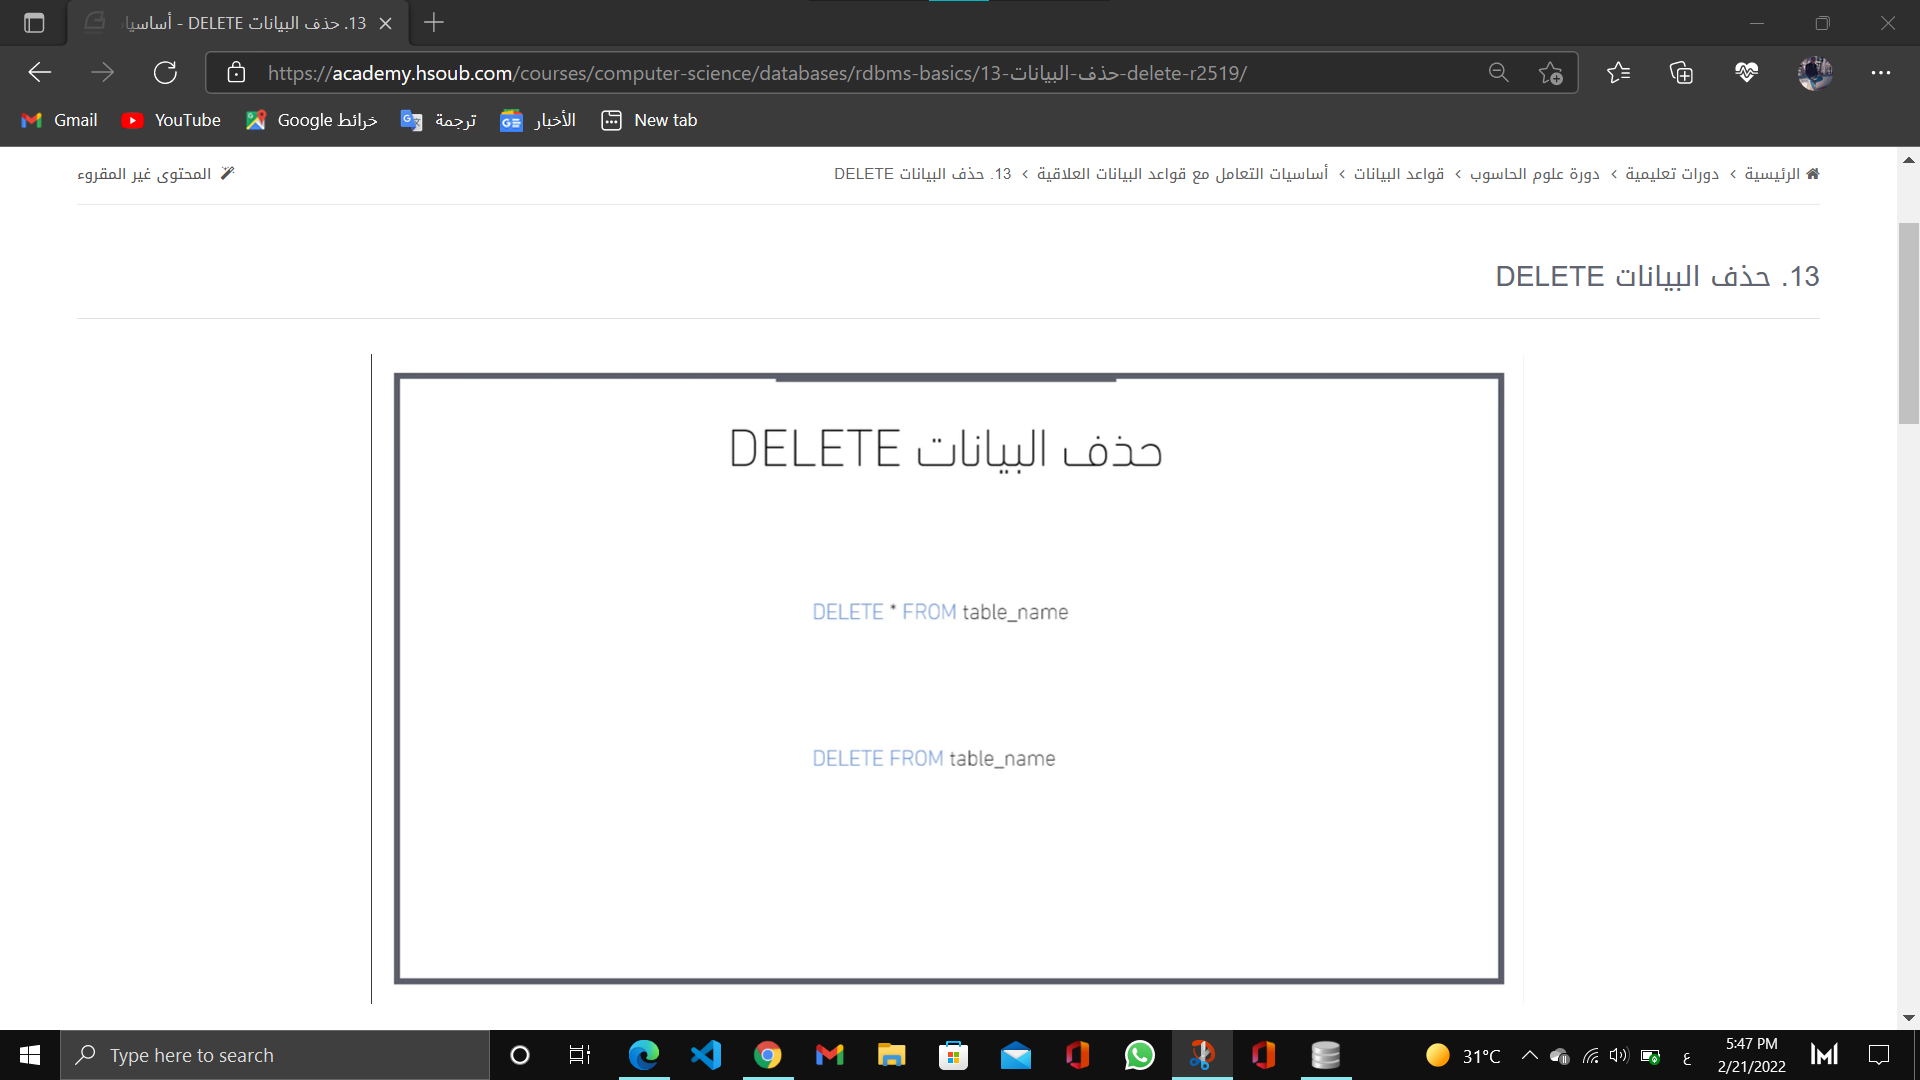 13. حذف البيانات DELETE - أساسيا
https://academy.hsoub.com/courses/computer-science/databases/rdbms-basics/13-حذف-البيانات-delete-r2519/
Gmail
YouTube
خرائط Google
ترجمة
الأخبار
New tab
الرئيسية › دورات تعليمية › دورة علوم الحاسوب › قواعد البيانات › أساسيات التعامل مع قواعد البيانات العلاقية › 13. حذف البيانات DELETE
المحتوى غير المقروء
13. حذف البيانات DELETE
حذف البيانات DELETE
DELETE * FROM table_name
DELETE FROM table_name
Type here to search
31°C
ع
5:47 PM
2/21/2022